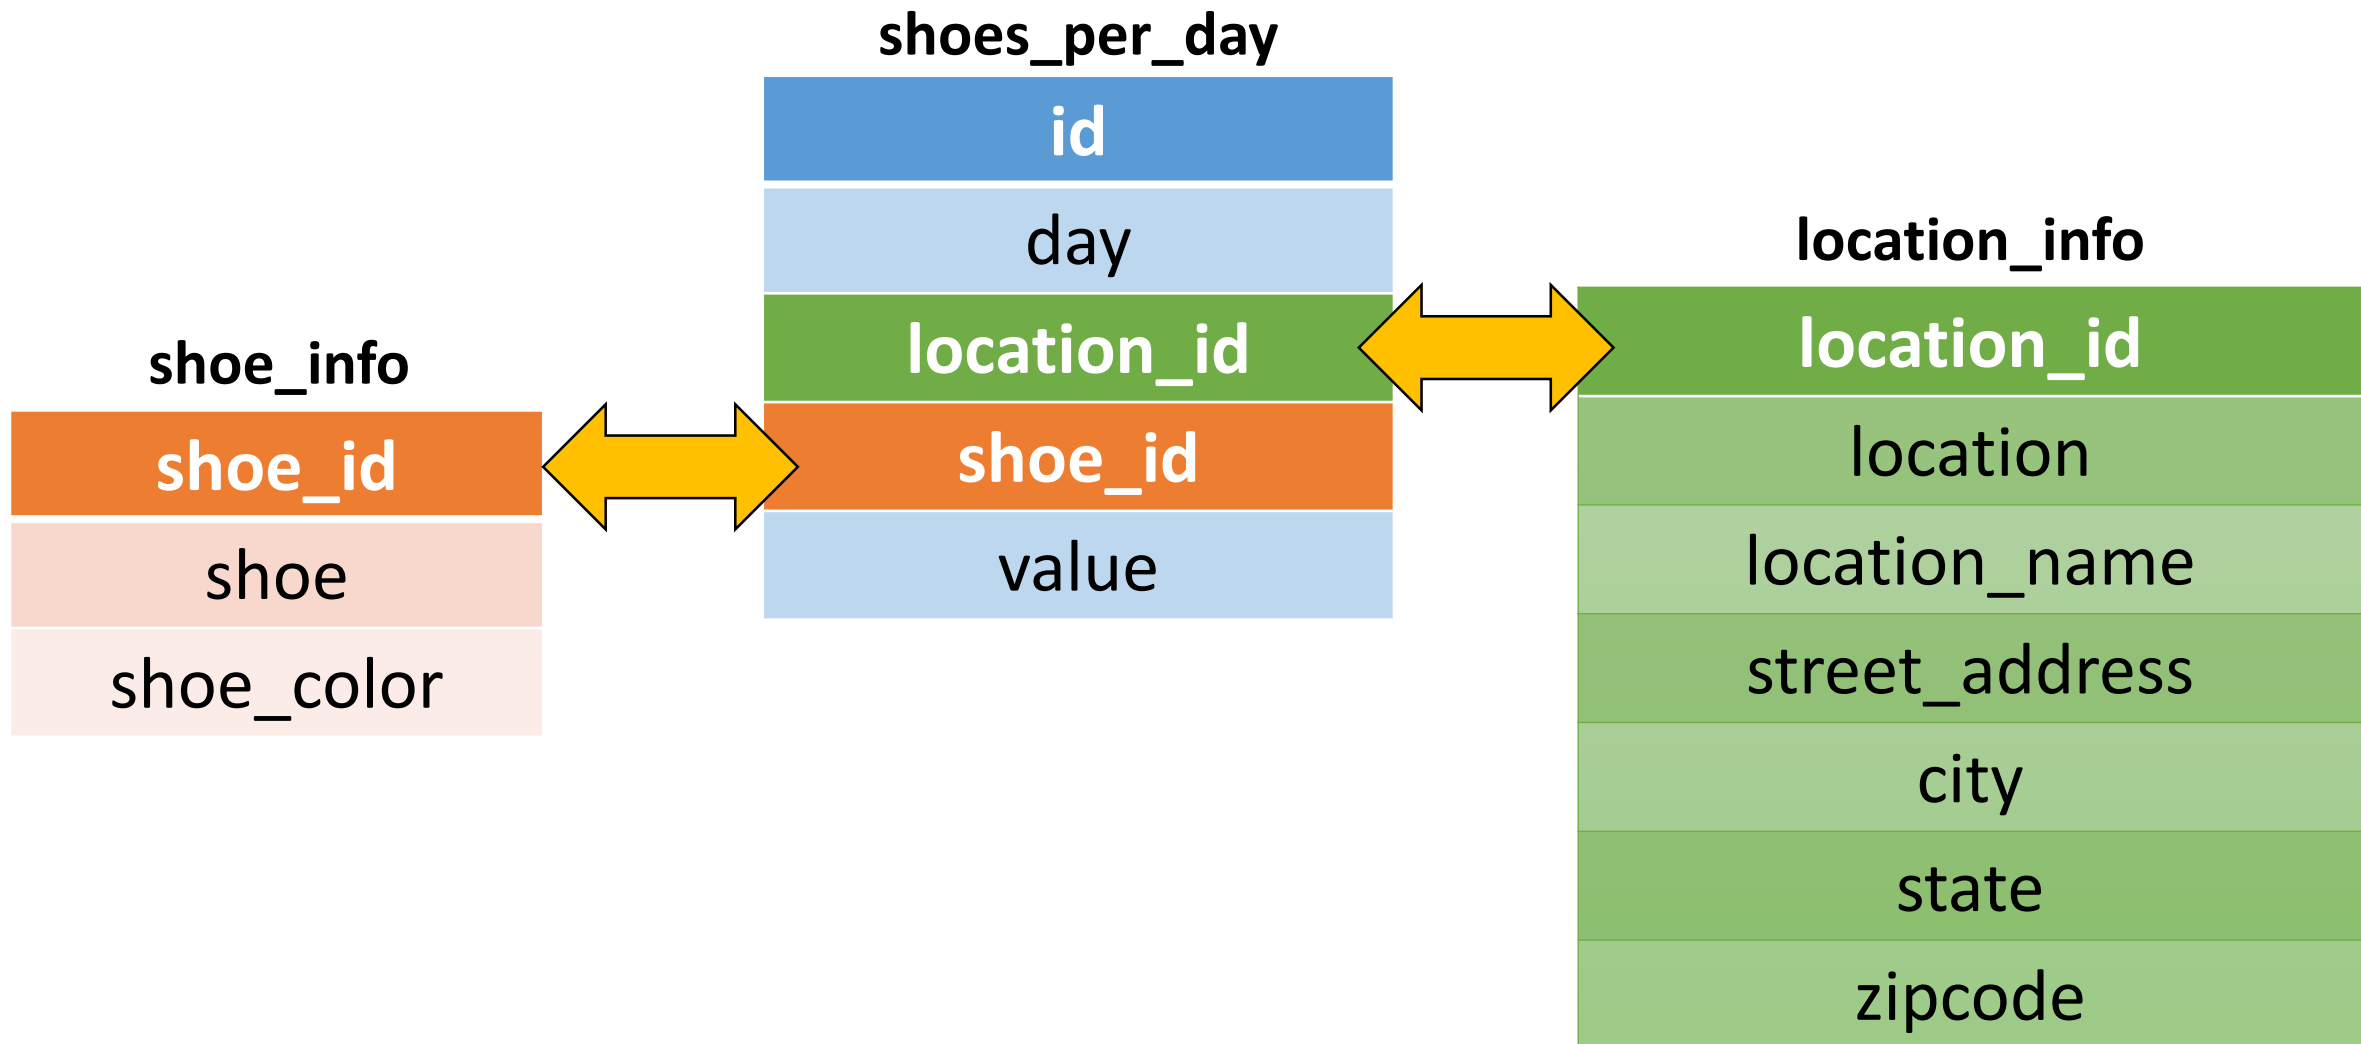 shoes_per_day
id
day
location_id
shoe_id
value
shoe_info
shoe_id
shoe
shoe_color
location_info
location_id
location
location_name
street_address
city
state
zipcode